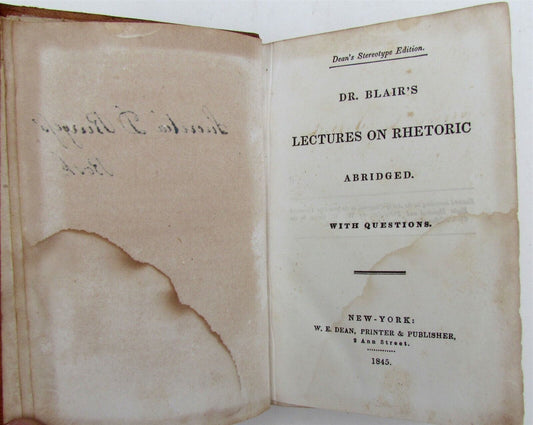 Dean's Stereotype Edition.
DR. BLAIR'S
LECTURES ON RHETORIC
ABRIDGED.
WITH QUESTIONS.
NEW-YORK:
W. E. DEAN, PRINTER & PUBLISHER,
2 Ann Street.
1845.